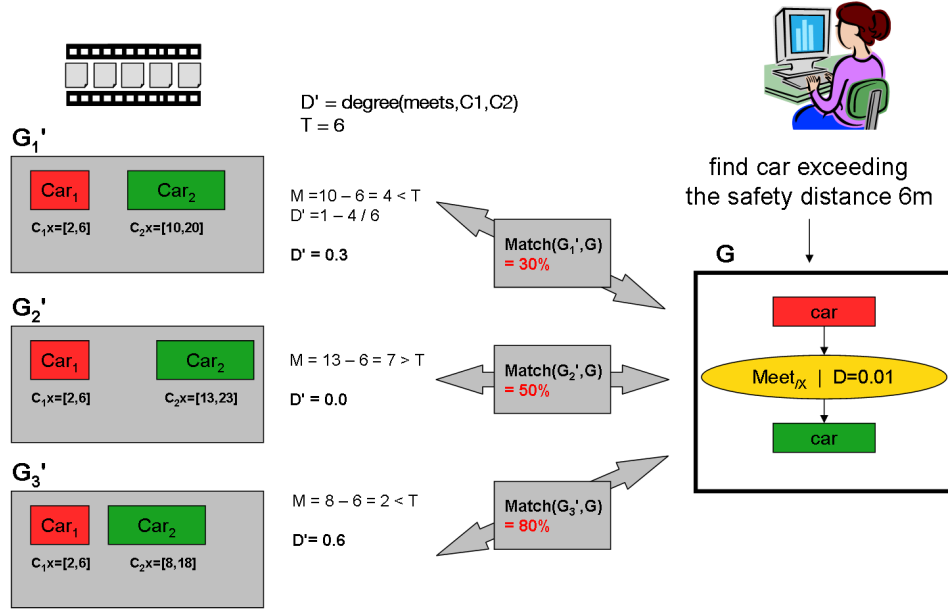 D' = degree(meets,C1,C2)
T = 6
G₁'
Car₁
Car₂
C₁x=[2,6]
C₂x=[10,20]
M =10 – 6 = 4 < T
D' =1 – 4 / 6
D' = 0.3
Match(G₁',G)
= 30%
G₂'
Car₁
Car₂
C₁x=[2,6]
C₂x=[13,23]
M = 13 – 6 = 7 > T
D' = 0.0
Match(G₂',G)
= 50%
G₃'
Car₁
Car₂
C₁x=[2,6]
C₂x=[8,18]
M = 8 – 6 = 2 < T
D'= 0.6
Match(G₃',G)
= 80%
find car exceeding
the safety distance 6m
G
car
Meet/X | D=0.01
car